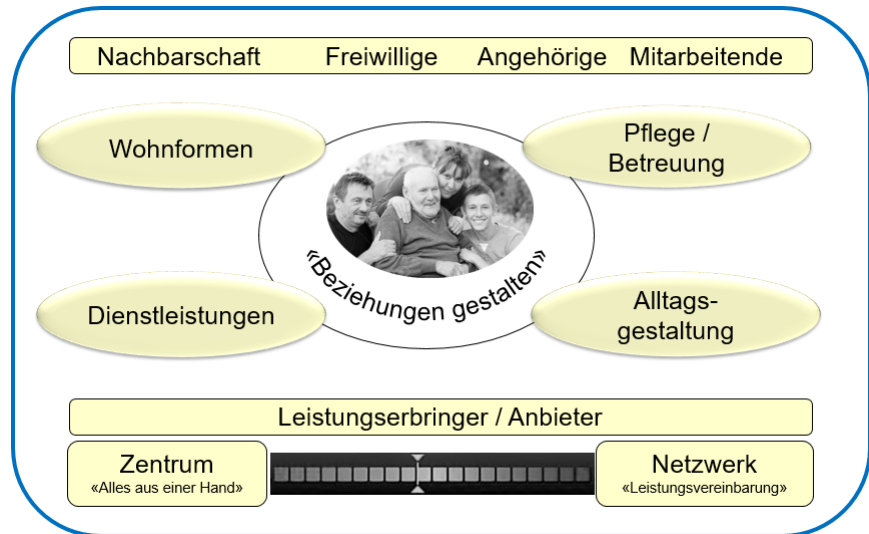 Nachbarschaft Freiwillige Angehörige Mitarbeitende
Wohnformen
Pflege /
Betreuung
«Beziehungen gestalten»
Dienstleistungen
Alltags-
gestaltung
Leistungserbringer / Anbieter
Zentrum
«Alles aus einer Hand»
Netzwerk
«Leistungsvereinbarung»